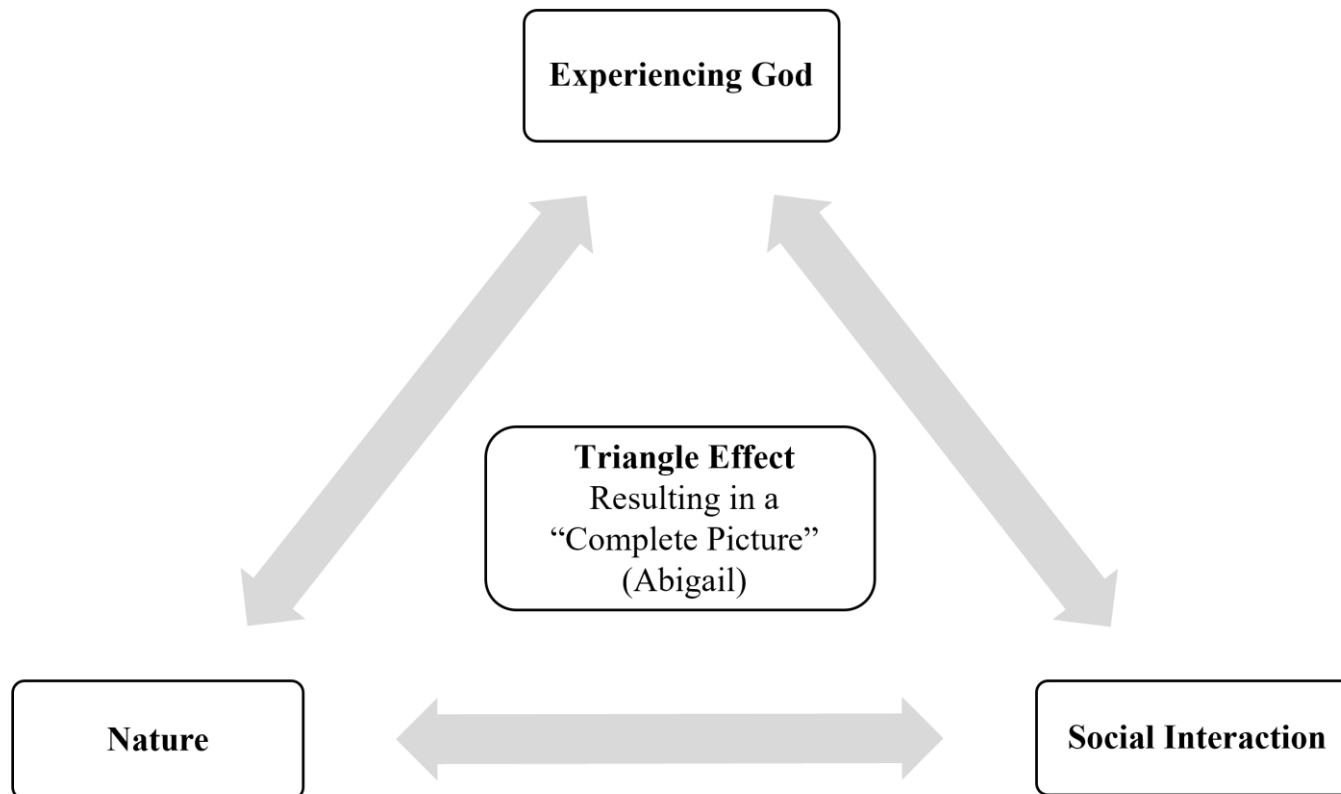 Experiencing God
Triangle Effect
Resulting in a
“Complete Picture”
(Abigail)
Nature
Social Interaction